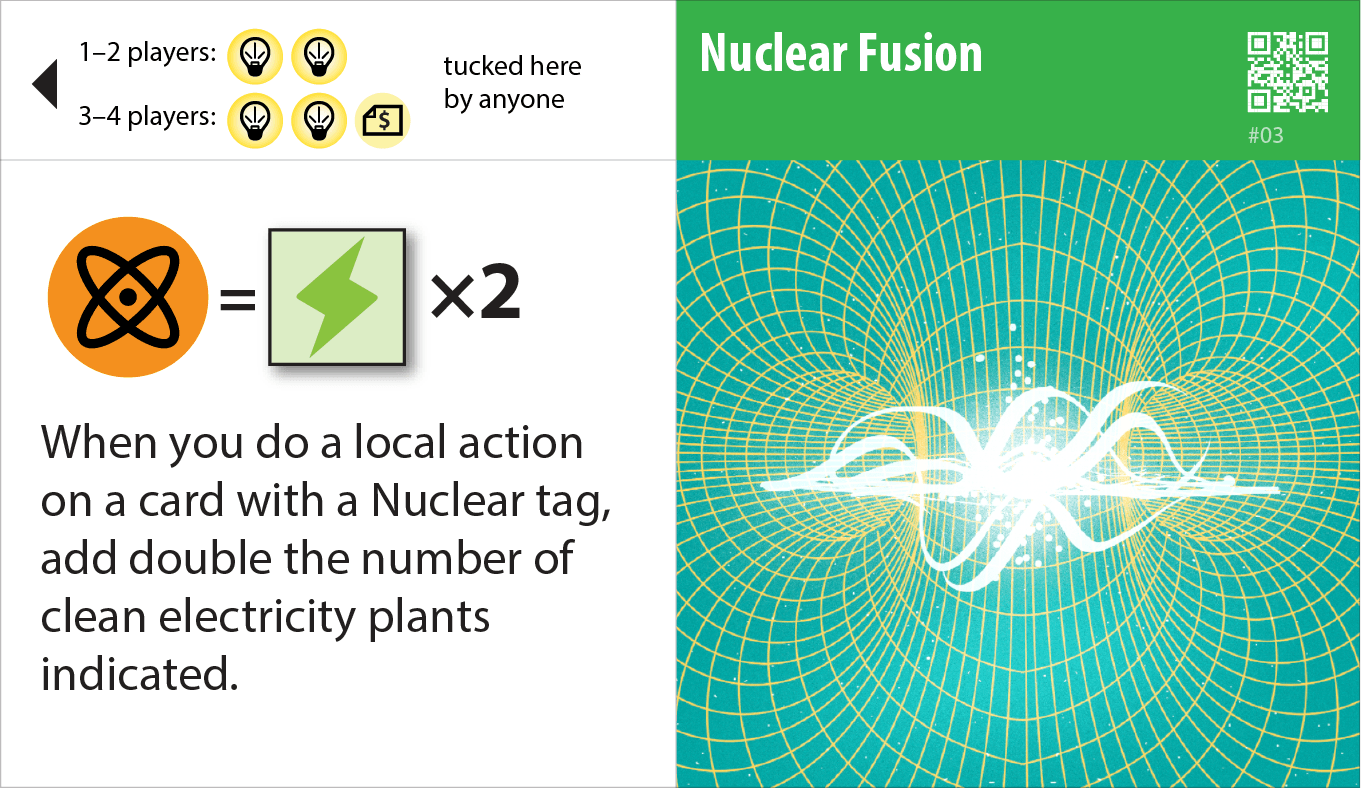 1–2 players:
3–4 players:
$
tucked here
by anyone
Nuclear Fusion
#03
= ×2
When you do a local action
on a card with a Nuclear tag,
add double the number of
clean electricity plants
indicated.